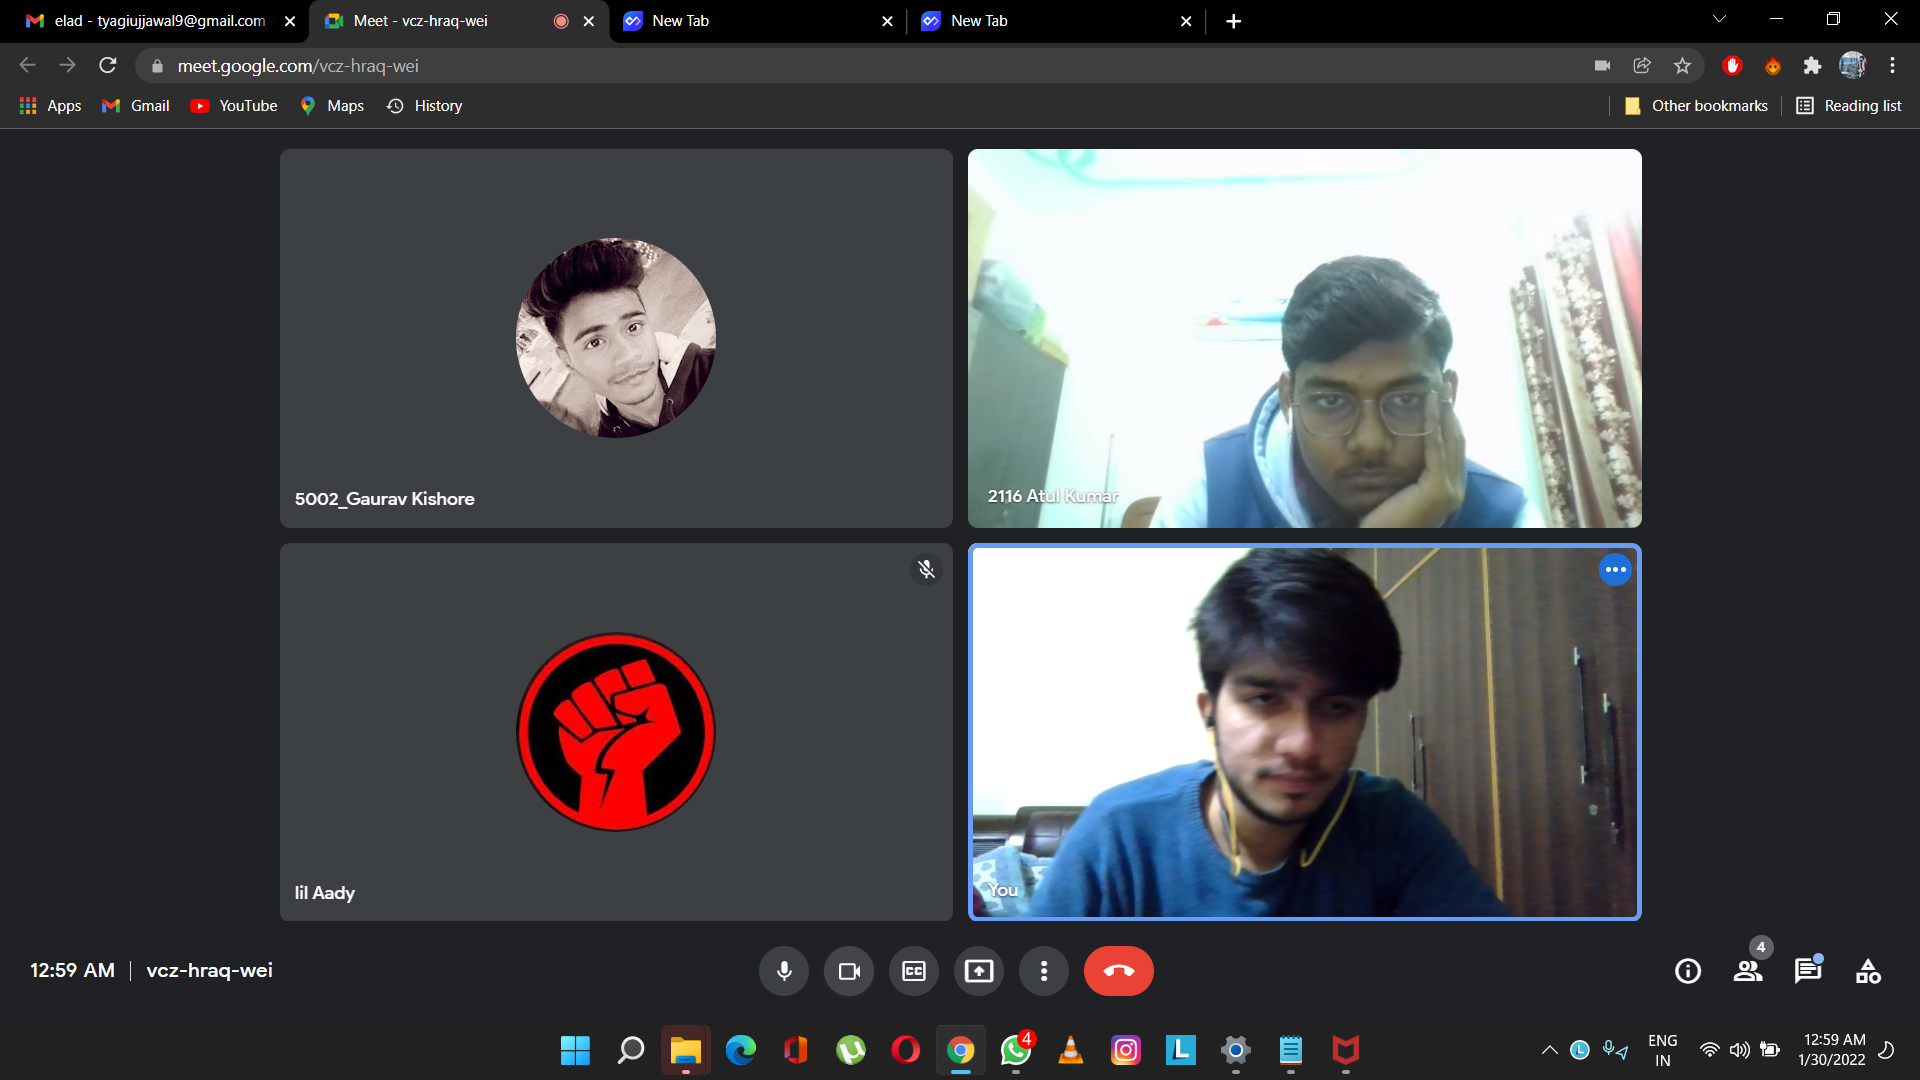 elad - tyagiujjawal9@gmail.com
Meet - vcz-hraq-wei
New Tab
New Tab
meet.google.com/vcz-hraq-wei
Apps
Gmail
YouTube
Maps
History
Other bookmarks
Reading list
5002_Gaurav Kishore
2116 Atul Kumar
lil Aady
You
12:59 AM | vcz-hraq-wei
CC
4
4
L
L
ENG
IN
12:59 AM
1/30/2022